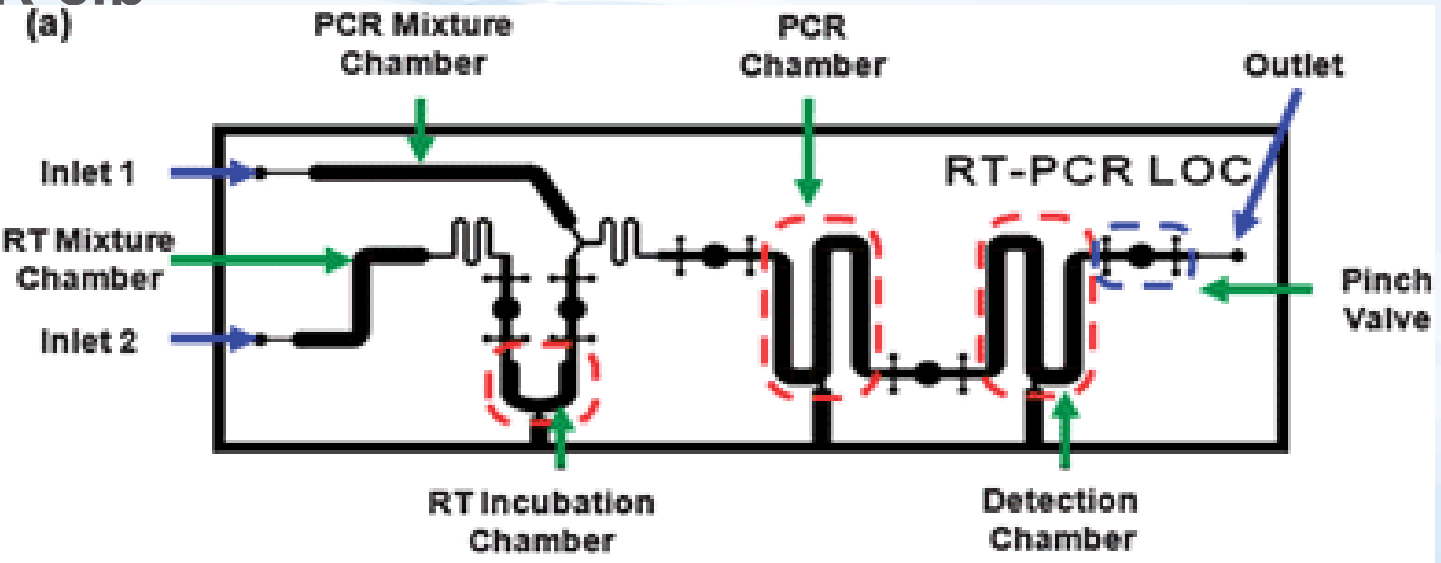 (a)
PCR Mixture
Chamber
PCR
Chamber
Outlet
Inlet 1
RT-PCR LOC
RT Mixture
Chamber
Inlet 2
Pinch
Valve
RT Incubation
Chamber
Detection
Chamber